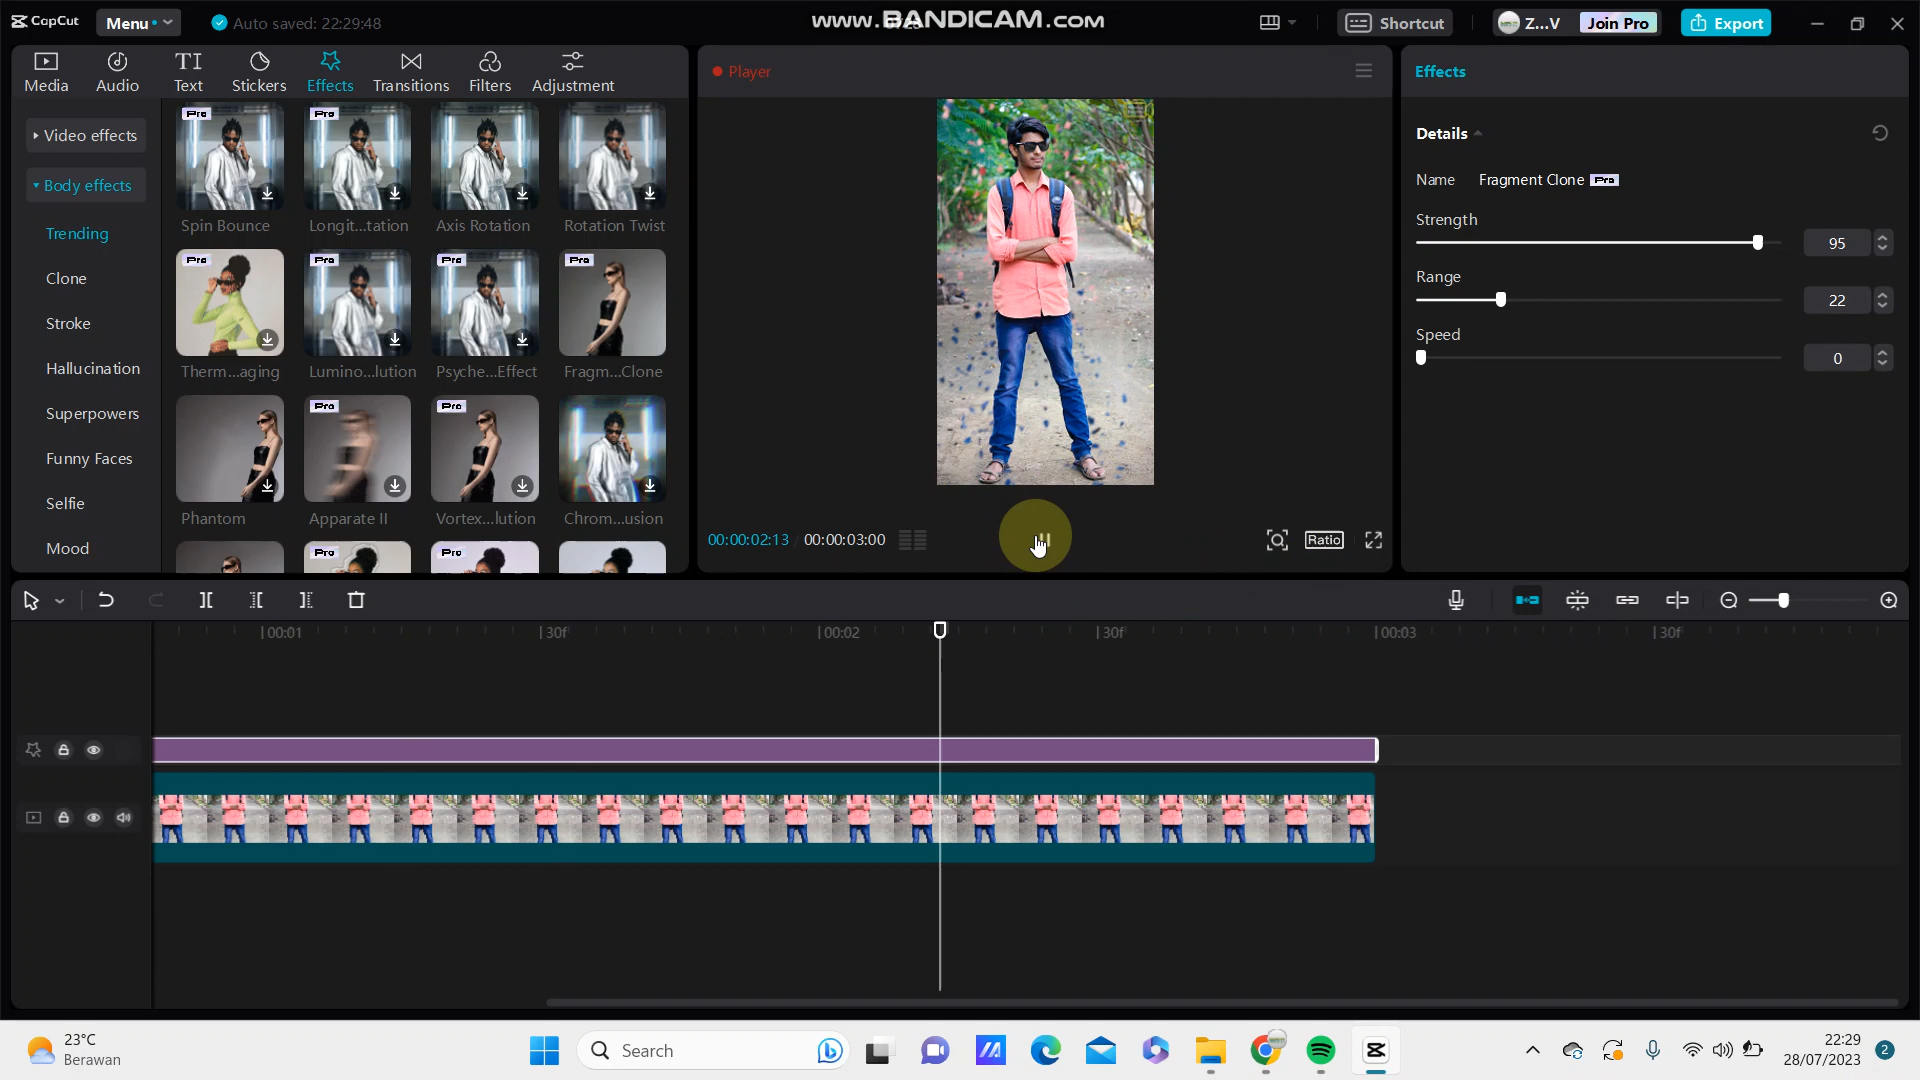 CapCut
Menu
Auto saved: 22:29:48
www.BANDICAM.COM
Shortcut
Z...V
Join Pro
Export
Media
Audio
TI
Text
Stickers
Effects
Transitions
Filters
Adjustment
Player
Effects
Video effects
Body effects
Trending
Clone
Stroke
Hallucination
Superpowers
Funny Faces
Selfie
Mood
Pro
Pro
Spin Bounce
Longit...tation
Axis Rotation
Rotation Twist
Pro
Pro
Pro
Pro
Therm...aging
Lumino...lution
Psyche...Effect
Fragm...Clone
Pro
Pro
Phantom
Apparate II
Vortex...lution
Chrom...usion
Pro
Pro
Details
Name
Fragment Clone
Pro
Strength
95
Range
22
Speed
0
00:00:02:13
00:00:03:00
Ratio
00:01
30f
00:02
30f
00:03
30f
23°C
Berawan
Search
22:29
28/07/2023
2